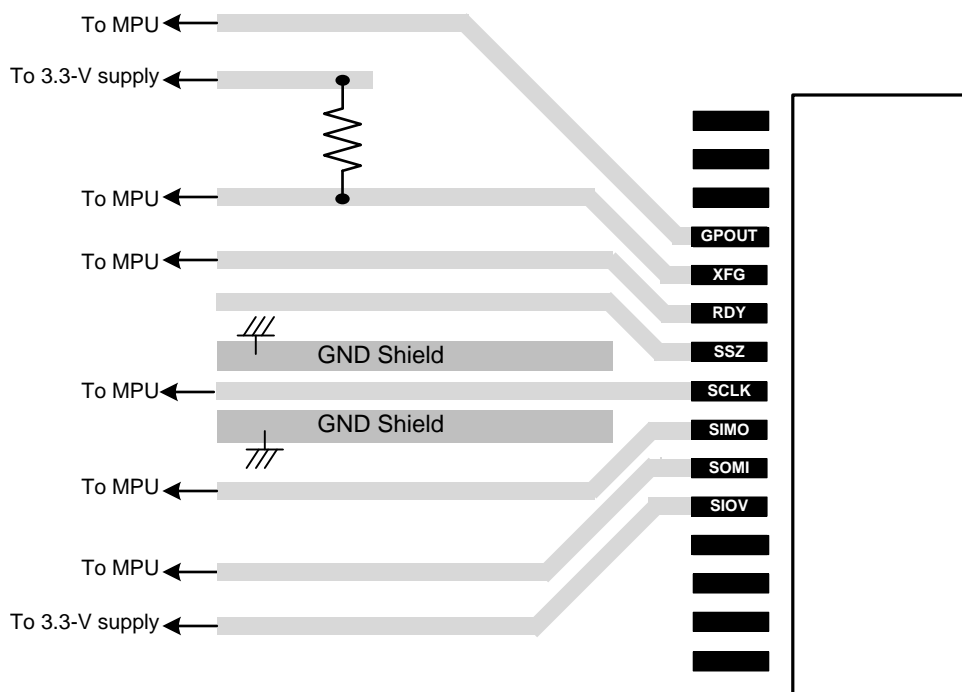 To MPU
To 3.3-V supply
To MPU
GPOUT
To MPU
XFG
RDY
SSZ
GND Shield
To MPU
SCLK
GND Shield
SIMO
SOMI
To MPU
SIOV
To MPU
To 3.3-V supply